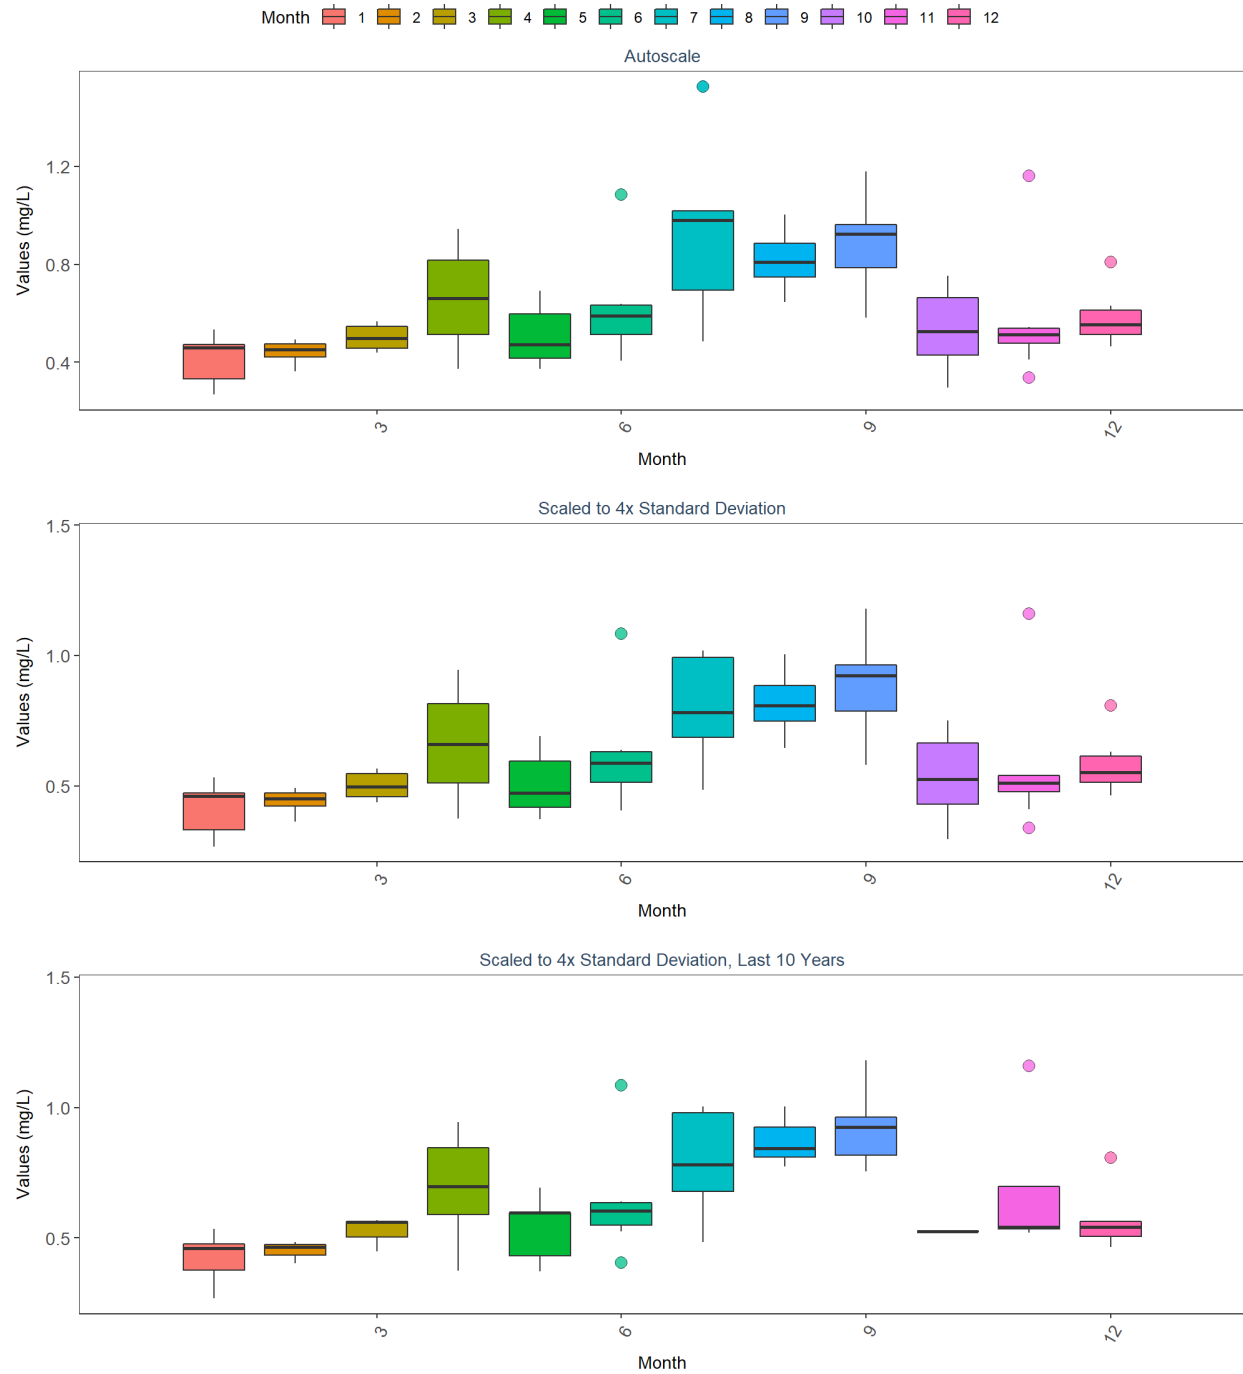 Month 1 2 3 4 5 6 7 8 9 10 11 12
Autoscale
Values (mg/L)
1.2
0.8
0.4
3 6 9 12
Month
Scaled to 4x Standard Deviation
Values (mg/L)
1.5
1.0
0.5
3 6 9 12
Month
Scaled to 4x Standard Deviation, Last 10 Years
Values (mg/L)
1.5
1.0
0.5
3 6 9 12
Month